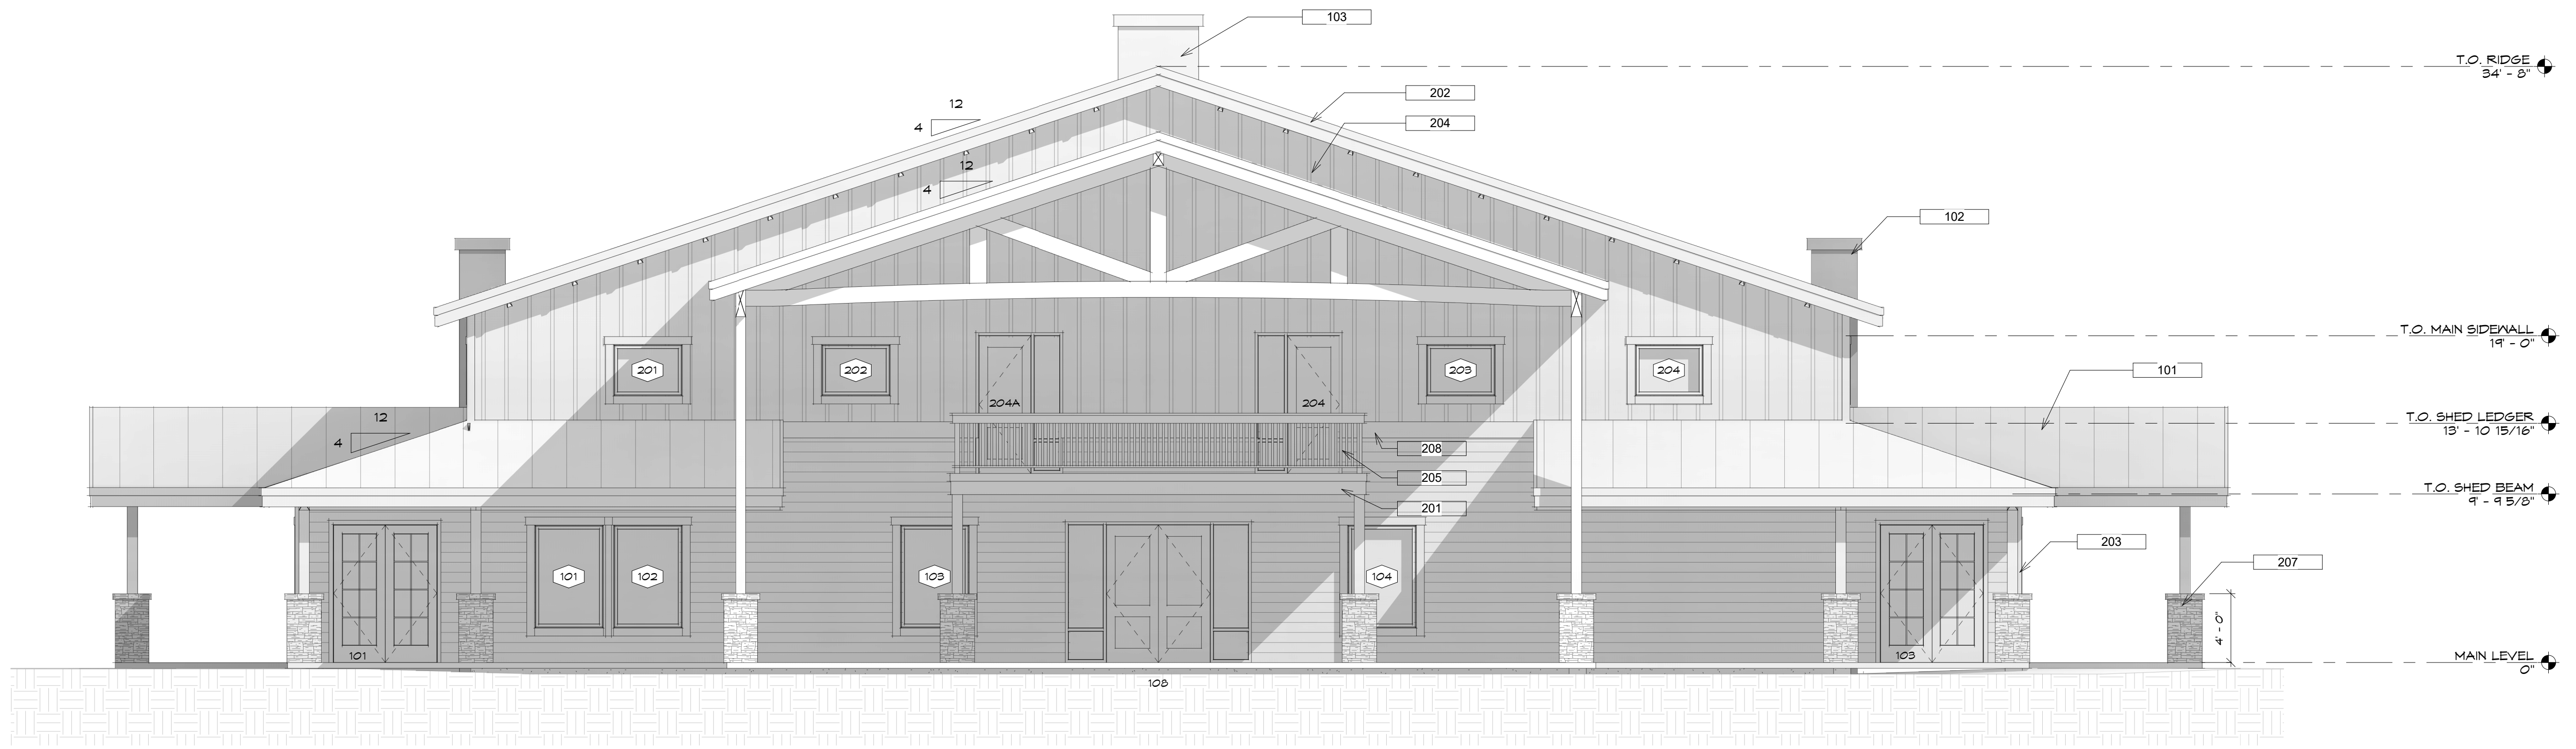 103
T.O. RIDGE
34' - 8"
202
12
4
204
12
4
102
T.O. MAIN SIDEWALL
19' - 0"
201
202
203
204
101
204A
204
12
4
T.O. SHED LEDGER
13' - 10 15/16"
208
205
T.O. SHED BEAM
9' - 9 5/8"
201
203
207
101
102
103
104
4' - 0"
101
103
MAIN LEVEL
0"
108